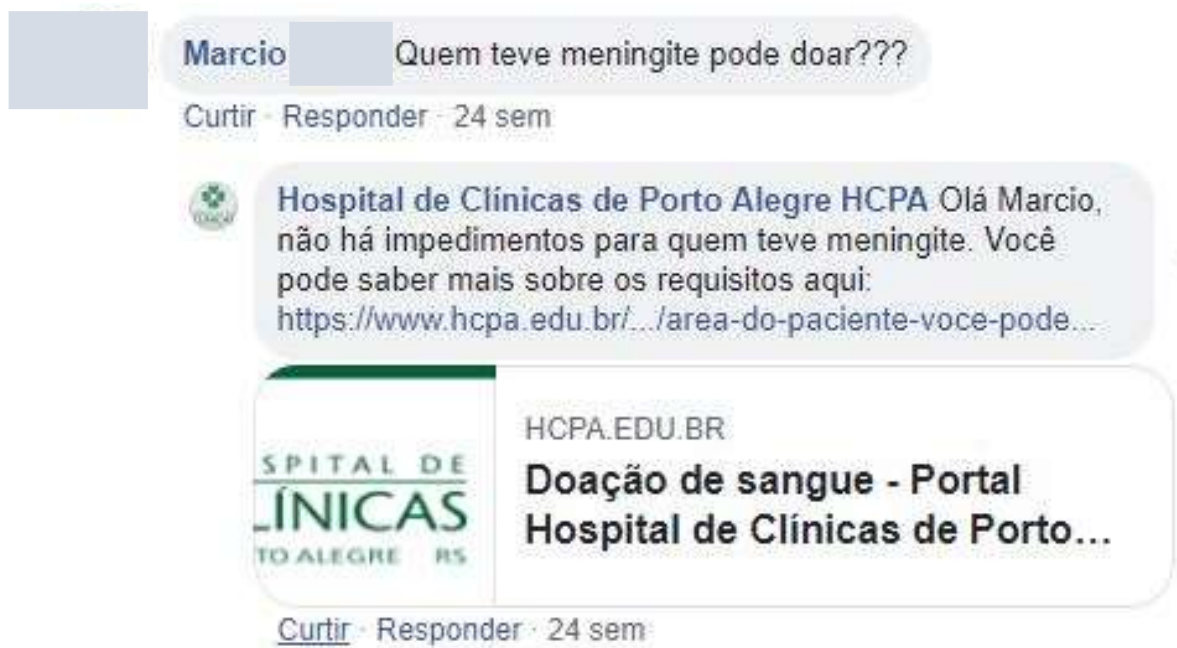 Marcio Quem teve meningite pode doar???
Curtir · Responder · 24 sem
Hospital de Clínicas de Porto Alegre HCPA Olá Marcio,
não há impedimentos para quem teve meningite. Você
pode saber mais sobre os requisitos aqui:
https://www.hcpa.edu.br/.../area-do-paciente-voce-pode...
SPITAL DE
LÍNICAS
TO ALEGRE RS
HCPA.EDU.BR
Doação de sangue - Portal
Hospital de Clínicas de Porto...
Curtir · Responder · 24 sem